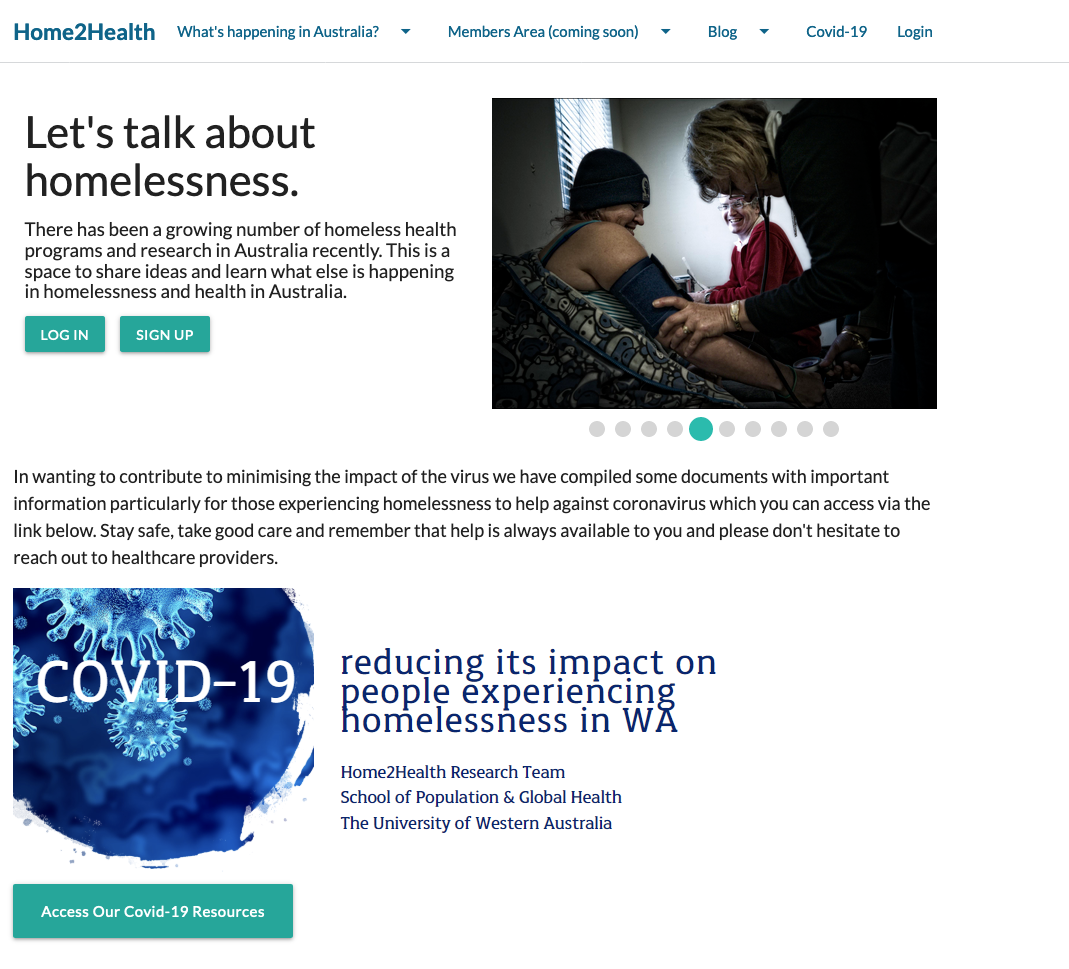 Home2Health What's happening in Australia? Members Area (coming soon) Blog Covid-19 Login
Let's talk about
homelessness.
There has been a growing number of homeless health
programs and research in Australia recently. This is a
space to share ideas and learn what else is happening
in homelessness and health in Australia.
LOG IN SIGN UP
In wanting to contribute to minimising the impact of the virus we have compiled some documents with important
information particularly for those experiencing homelessness to help against coronavirus which you can access via the
link below. Stay safe, take good care and remember that help is always available to you and please don't hesitate to
reach out to healthcare providers.
COVID-19
reducing its impact on
people experiencing
homelessness in WA
Home2Health Research Team
School of Population & Global Health
The University of Western Australia
Access Our Covid-19 Resources